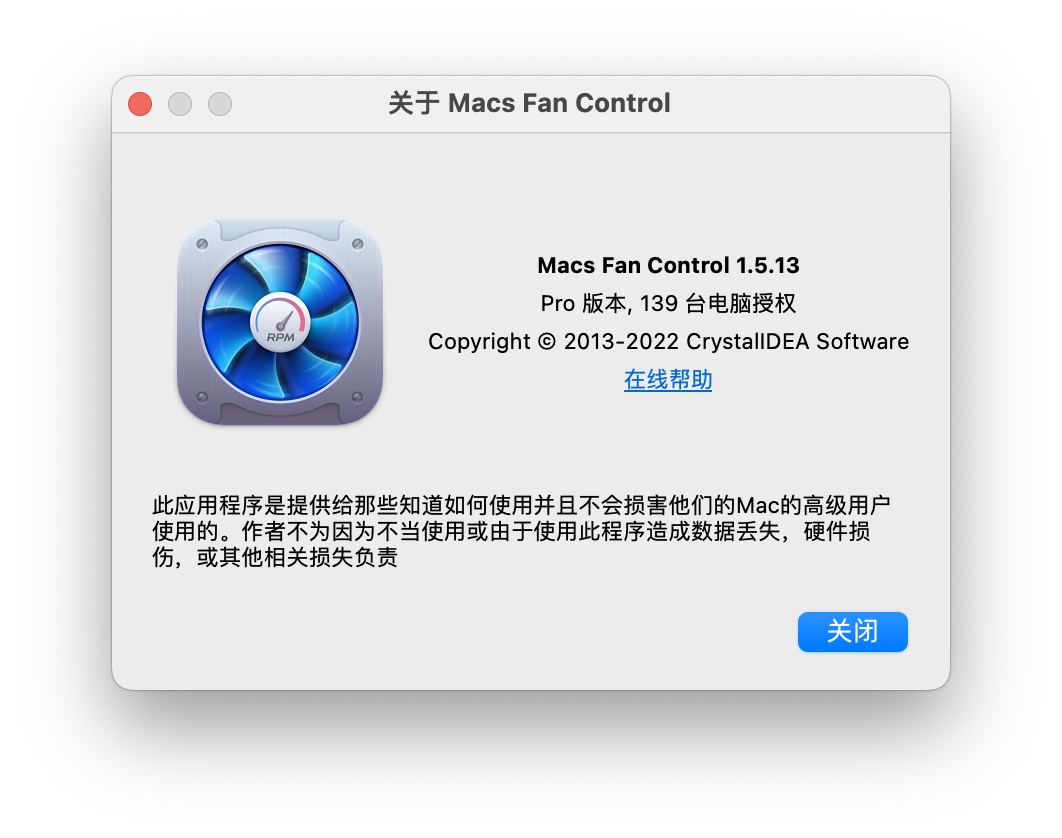 关于 Macs Fan Control
RPM
Macs Fan Control 1.5.13
Pro 版本, 139 台电脑授权
Copyright © 2013-2022 CrystalIDEA Software
在线帮助
此应用程序是提供给那些知道如何使用并且不会损害他们的Mac的高级用户
使用的。作者不为因为不当使用或由于使用此程序造成数据丢失，硬件损
伤，或其他相关损失负责
关闭